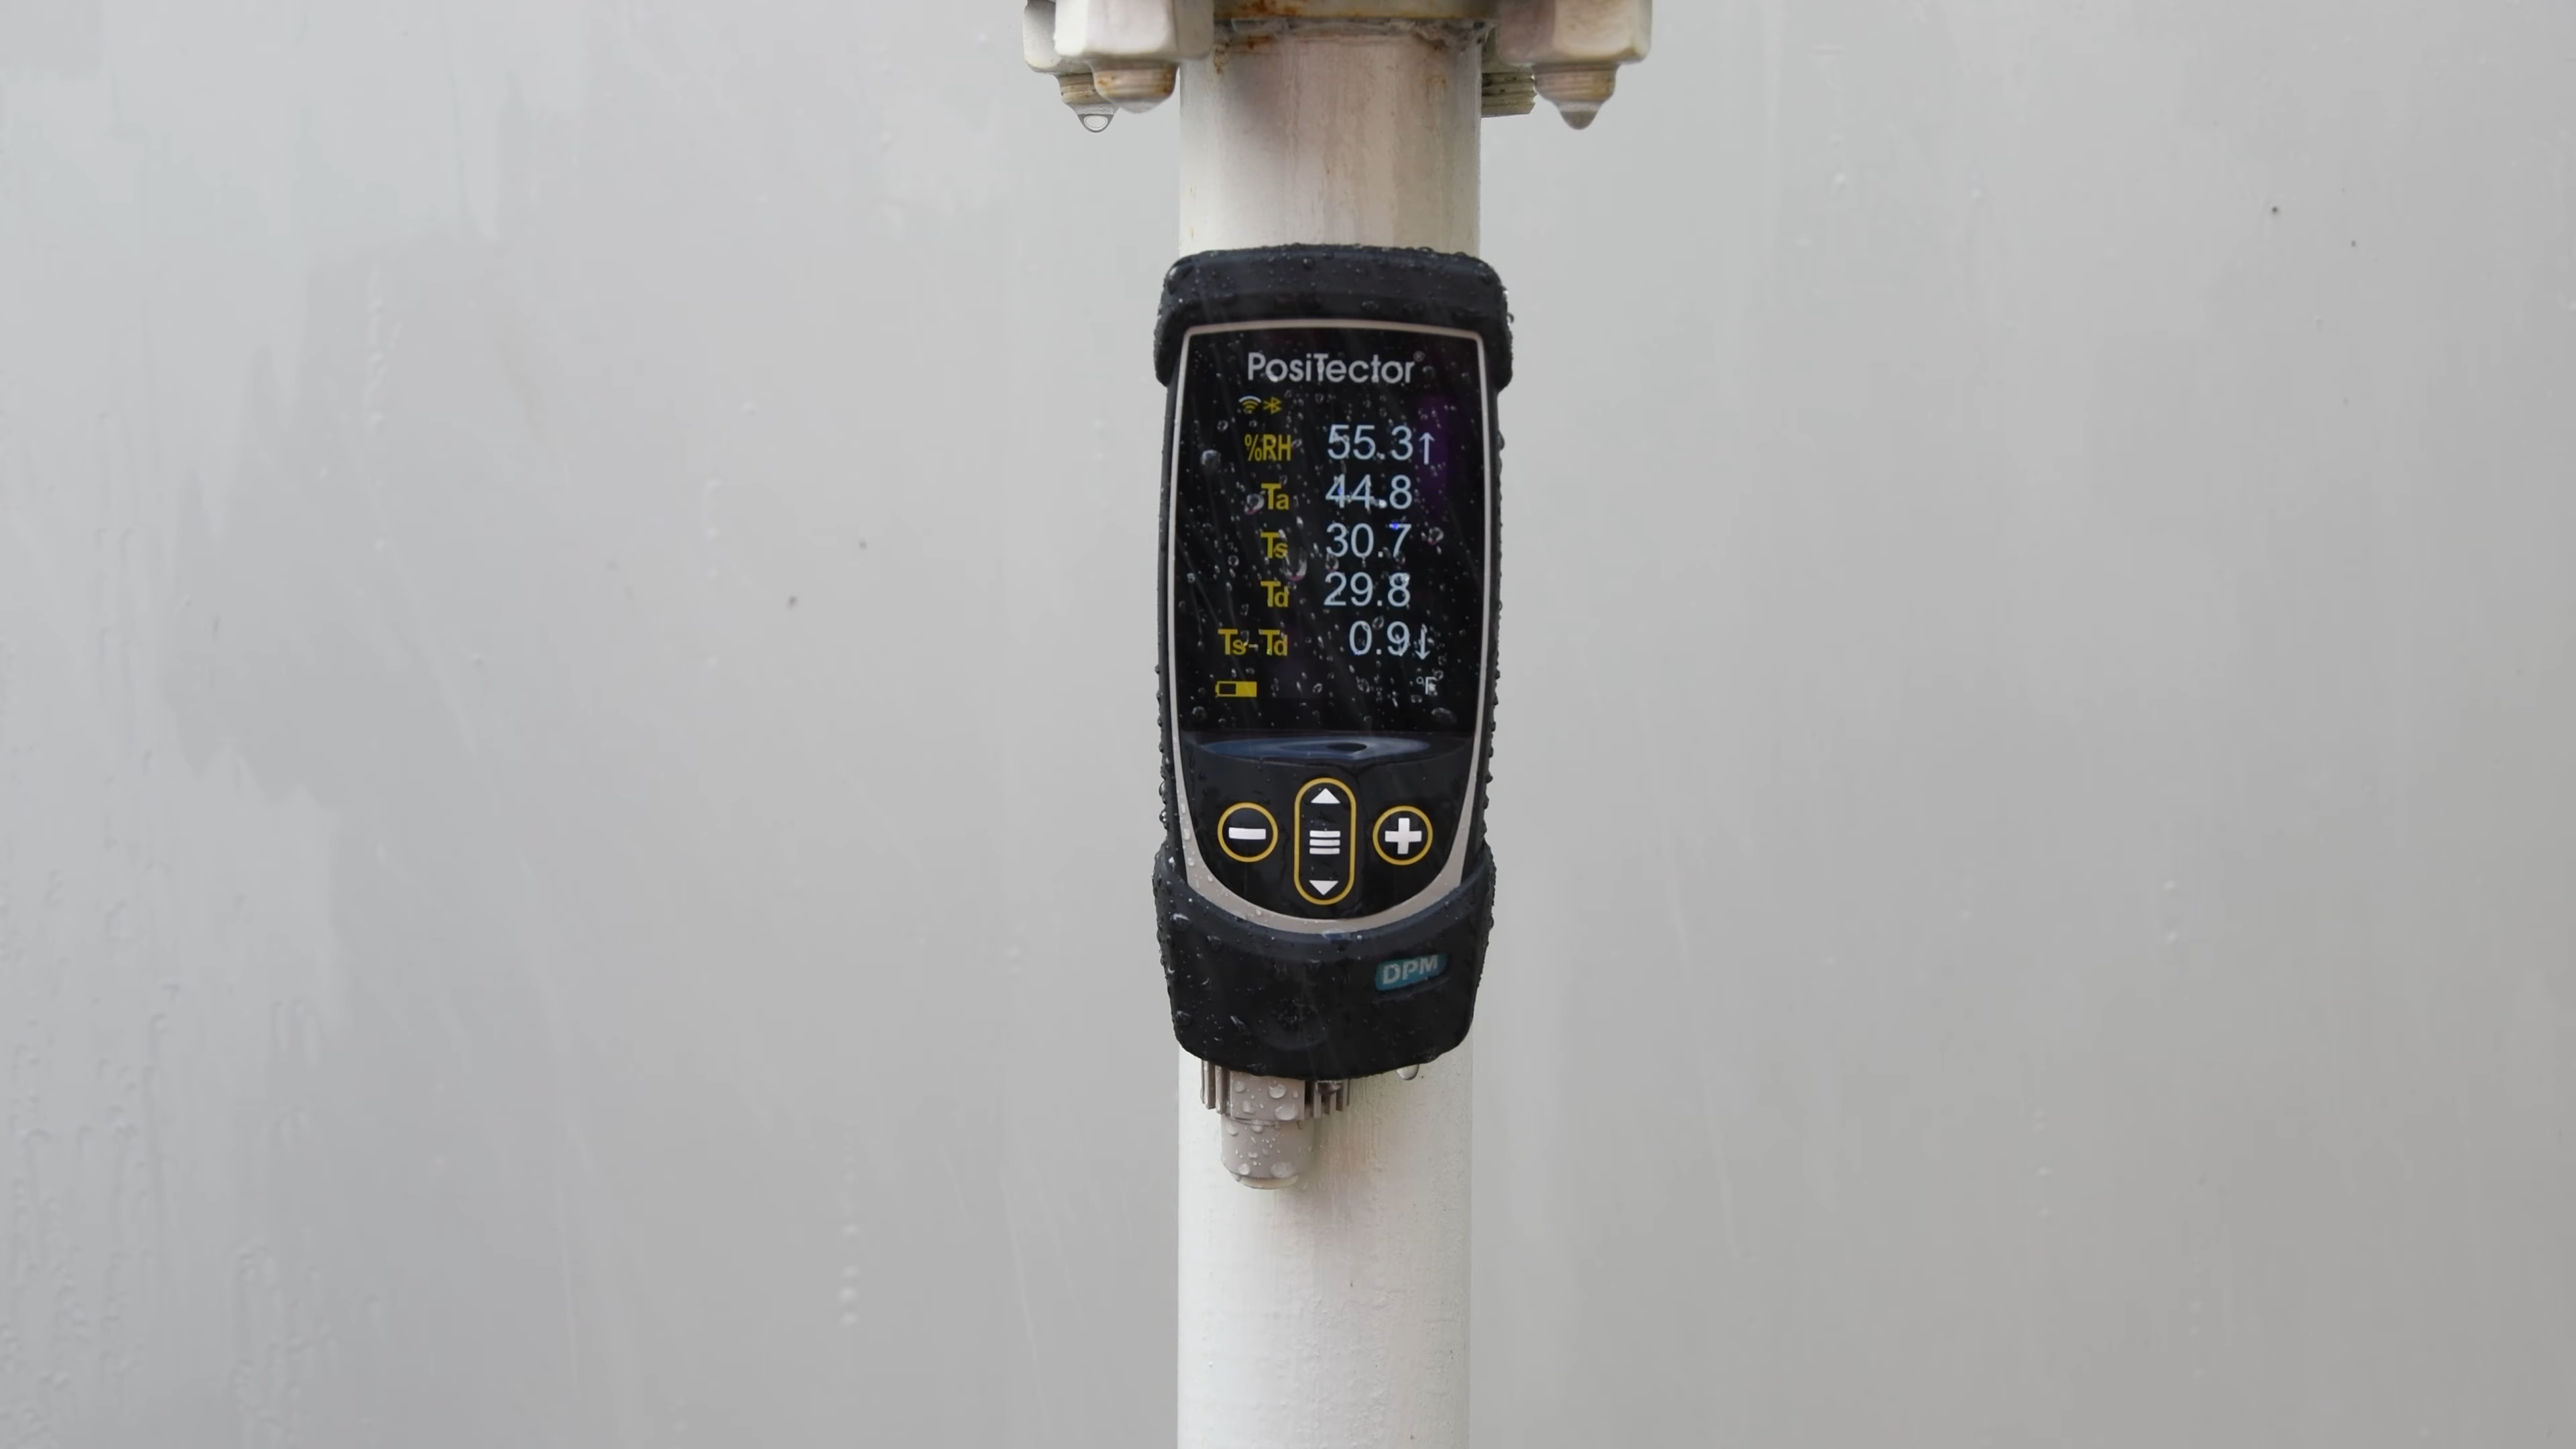 PosiTector®
%RH 55.3↑
Ta 44.8
Ts 30.7
Td 29.8
Ts-Td 0.9↓
°F
DPM